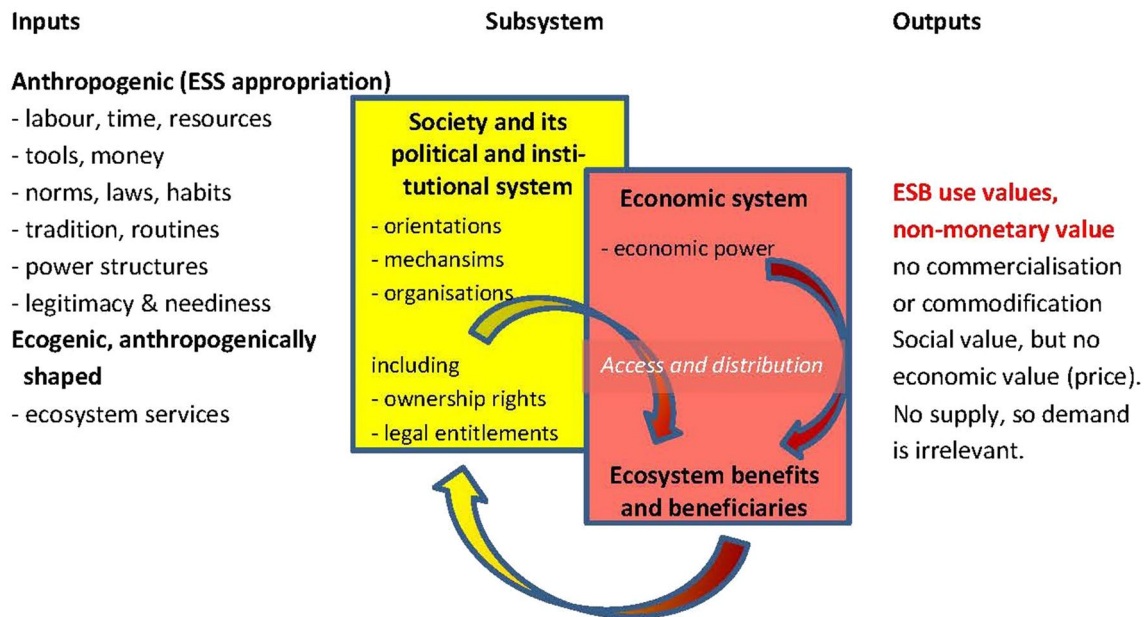 Inputs
Subsystem
Outputs
Anthropogenic (ESS appropriation)
- labour, time, resources
- tools, money
- norms, laws, habits
- tradition, routines
- power structures
- legitimacy & neediness
Ecogenic, anthropogenically
shaped
- ecosystem services
Society and its
political and insti-
tutional system
- orientations
- mechansims
- organisations
including
- ownership rights
- legal entitlements
Economic system
- economic power
Access and distribution
Ecosystem benefits
and beneficiaries
ESB use values,
non-monetary value
no commercialisation
or commodification
Social value, but no
economic value (price).
No supply, so demand
is irrelevant.